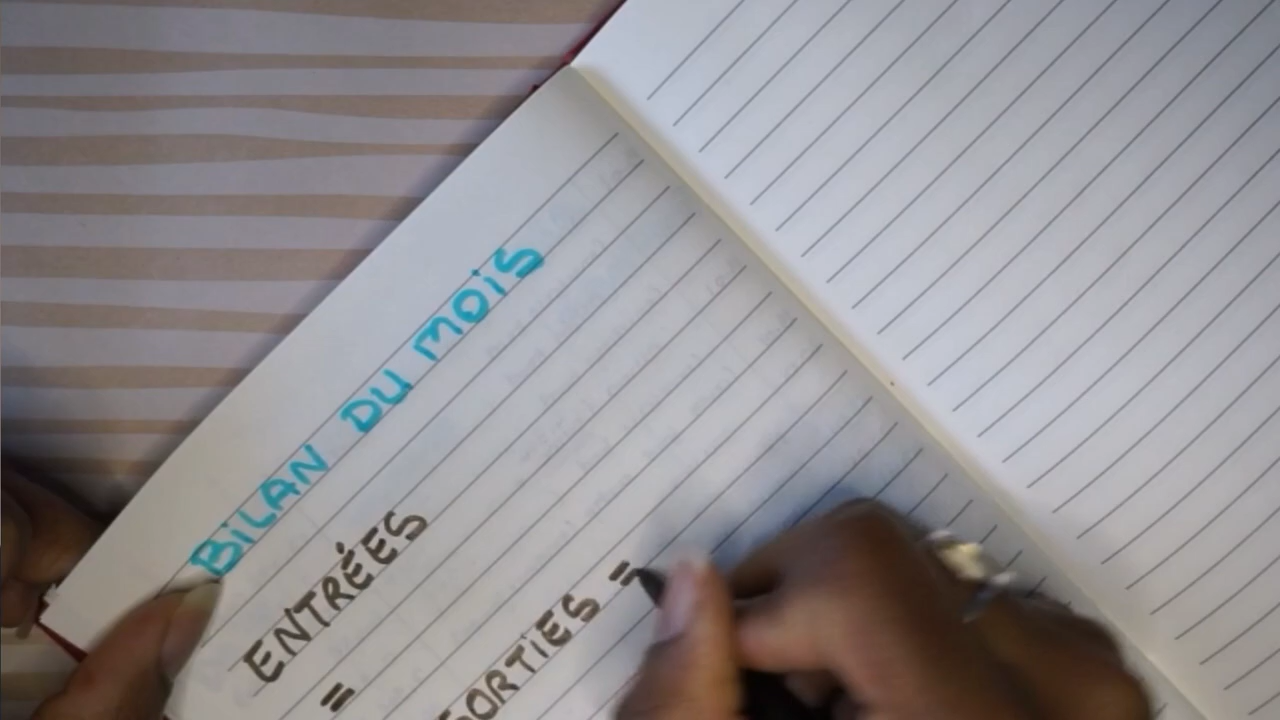 BiLAN DU MOiS
ENTRÉES
=
SORTiES =